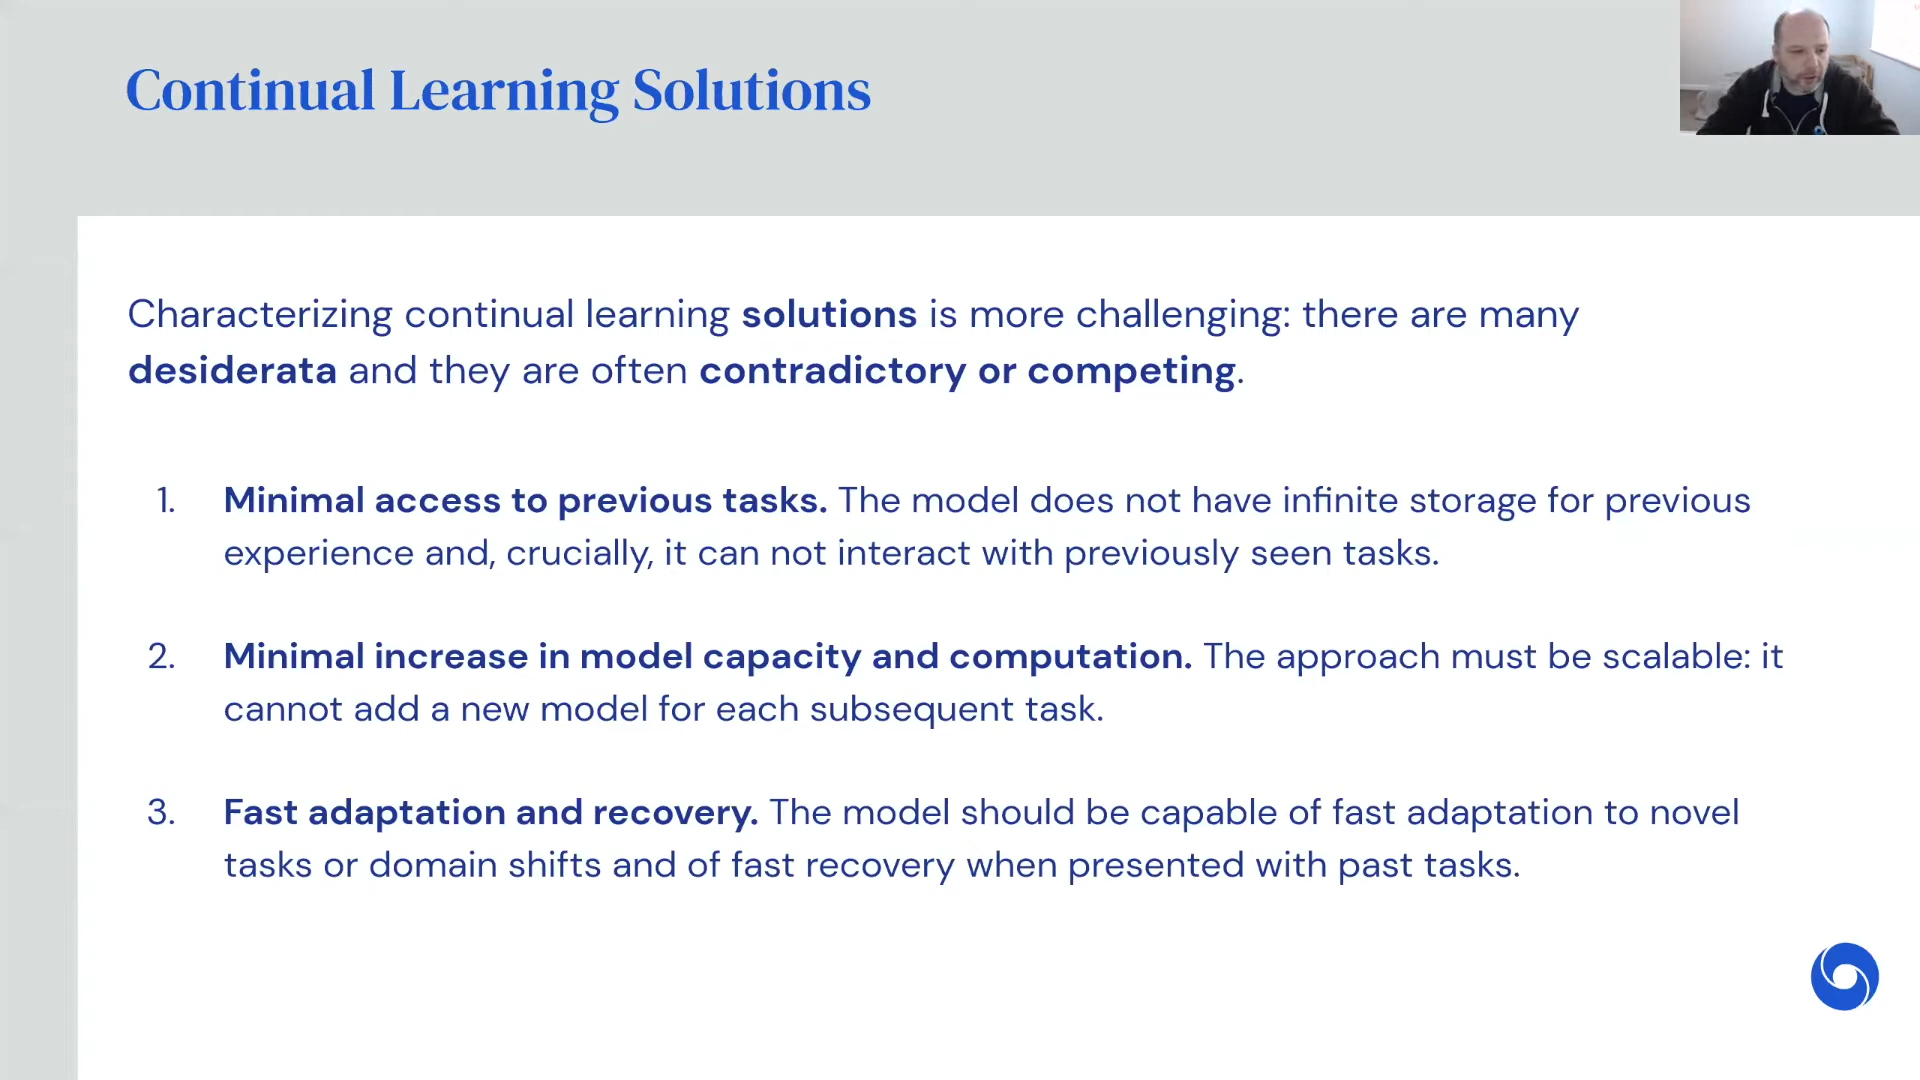 Continual Learning Solutions
Characterizing continual learning solutions is more challenging: there are many
desiderata and they are often contradictory or competing.
1. Minimal access to previous tasks. The model does not have infinite storage for previous
experience and, crucially, it can not interact with previously seen tasks.
2. Minimal increase in model capacity and computation. The approach must be scalable: it
cannot add a new model for each subsequent task.
3. Fast adaptation and recovery. The model should be capable of fast adaptation to novel
tasks or domain shifts and of fast recovery when presented with past tasks.